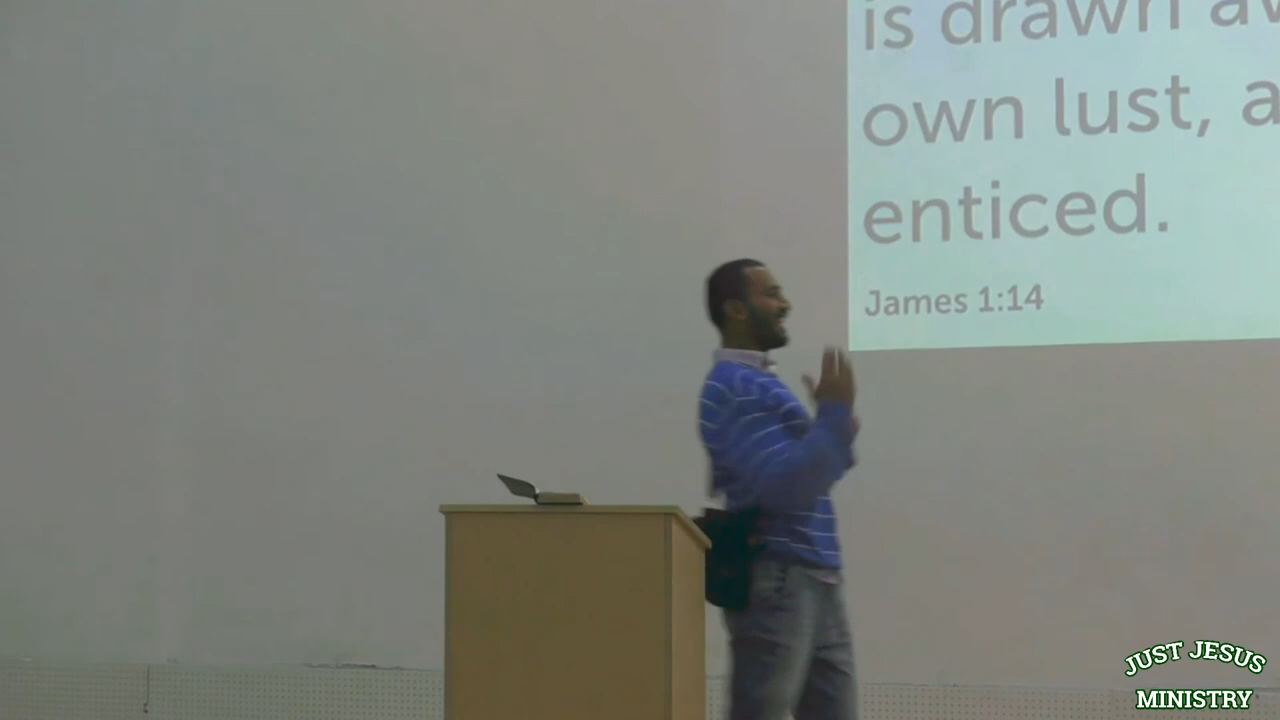 is drawn
own lust,
enticed.
James 1:14
JUST JESUS
MINISTRY